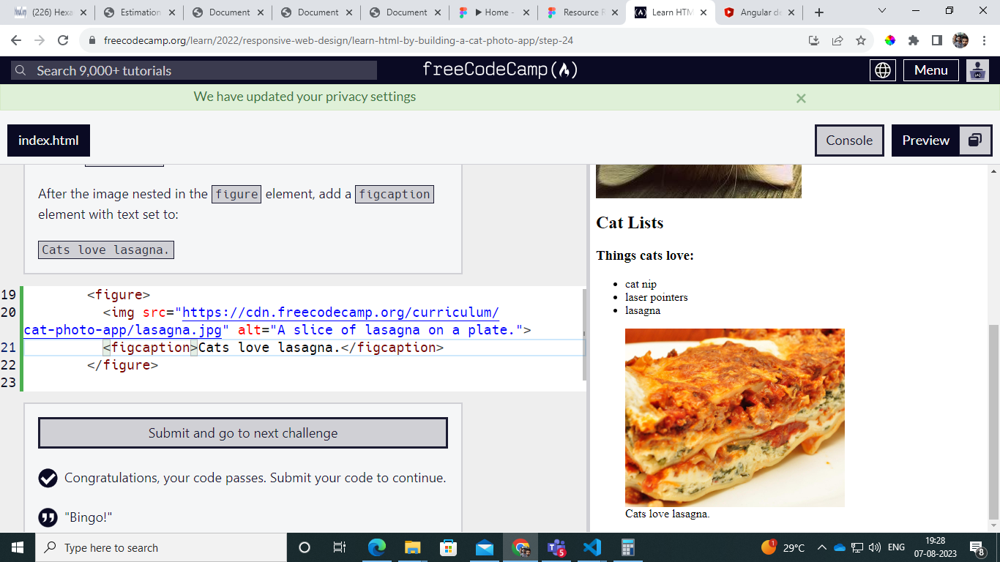 (226) Hexa
Estimation
Document
Document
Document
▶ Home -
Resource F
Learn HTM
Angular de
freecodecamp.org/learn/2022/responsive-web-design/learn-html-by-building-a-cat-photo-app/step-24
Search 9,000+ tutorials
freeCodeCamp
Menu
We have updated your privacy settings
index.html
Console
Preview
After the image nested in the figure element, add a figcaption
element with text set to:
Cats love lasagna.
19 <figure>
20 <img src="https://cdn.freecodecamp.org/curriculum/
cat-photo-app/lasagna.jpg" alt="A slice of lasagna on a plate.">
21 <figcaption>Cats love lasagna.</figcaption>
22 </figure>
23
Submit and go to next challenge
Congratulations, your code passes. Submit your code to continue.
"Bingo!"
Cat Lists
Things cats love:
cat nip
laser pointers
lasagna
Cats love lasagna.
Type here to search
5
1
29°C
ENG
19:28
07-08-2023
8